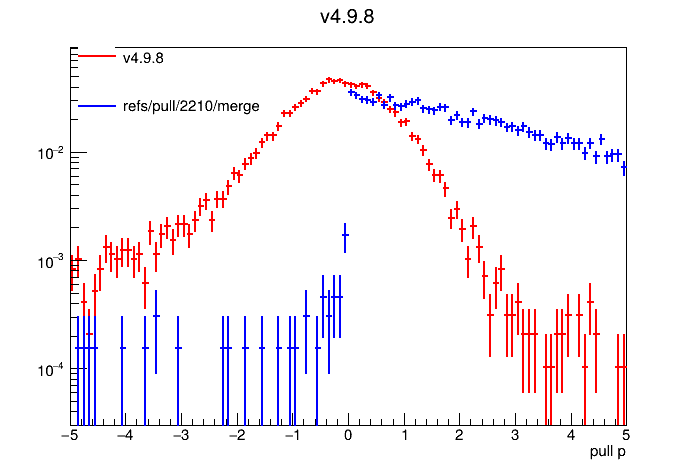 v4.9.8
v4.9.8
refs/pull/2210/merge
10⁻²
10⁻³
10⁻⁴
−5 −4 −3 −2 −1 0 1 2 3 4 5
pull p